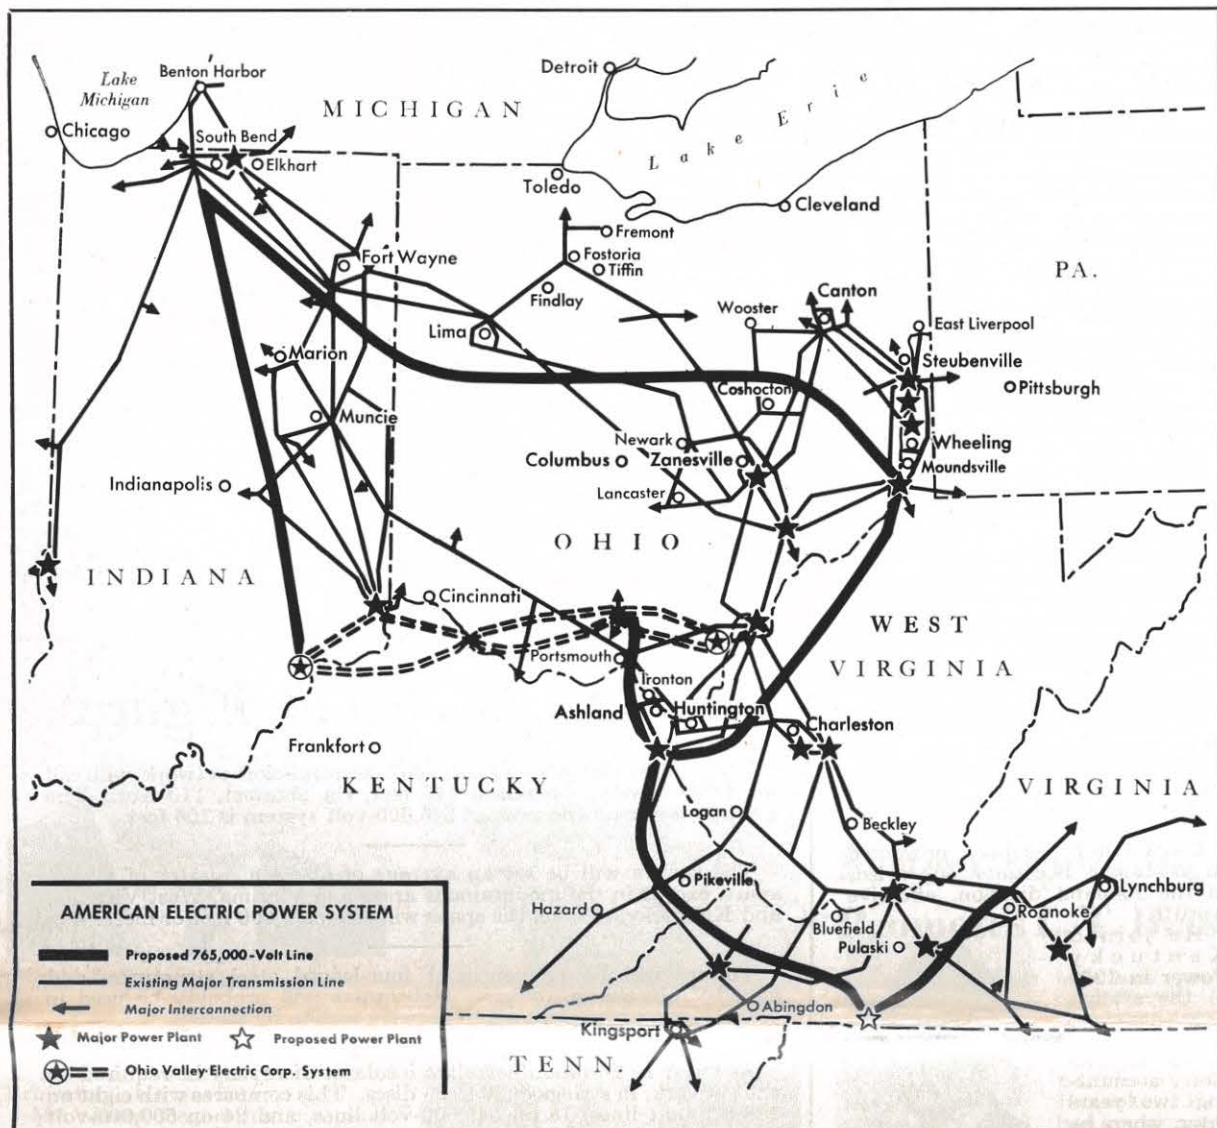 Benton Harbor
Lake
Michigan
Chicago
MICHIGAN
Detroit
Lake Erie
South Bend
Elkhart
Toledo
Cleveland
Fremont
Fostoria
Tiffin
Findlay
Fort Wayne
PA.
Wooster
Canton
East Liverpool
Lima
Marion
Steubenville
Pittsburgh
Coshocton
Muncie
Newark
Wheeling
Columbus
Zanesville
Moundsville
Indianapolis
Lancaster
OHIO
INDIANA
Cincinnati
WEST
VIRGINIA
Portsmouth
Ironton
Ashland
Huntington
Charleston
Frankfort
KENTUCKY
VIRGINIA
Logan
Beckley
Pikeville
Lynchburg
Hazard
Roanoke
Bluefield
Pulaski
Abingdon
Kingsport
TENN.
AMERICAN ELECTRIC POWER SYSTEM
Proposed 765,000-Volt Line
Existing Major Transmission Line
Major Interconnection
Major Power Plant
Proposed Power Plant
Ohio Valley Electric Corp. System